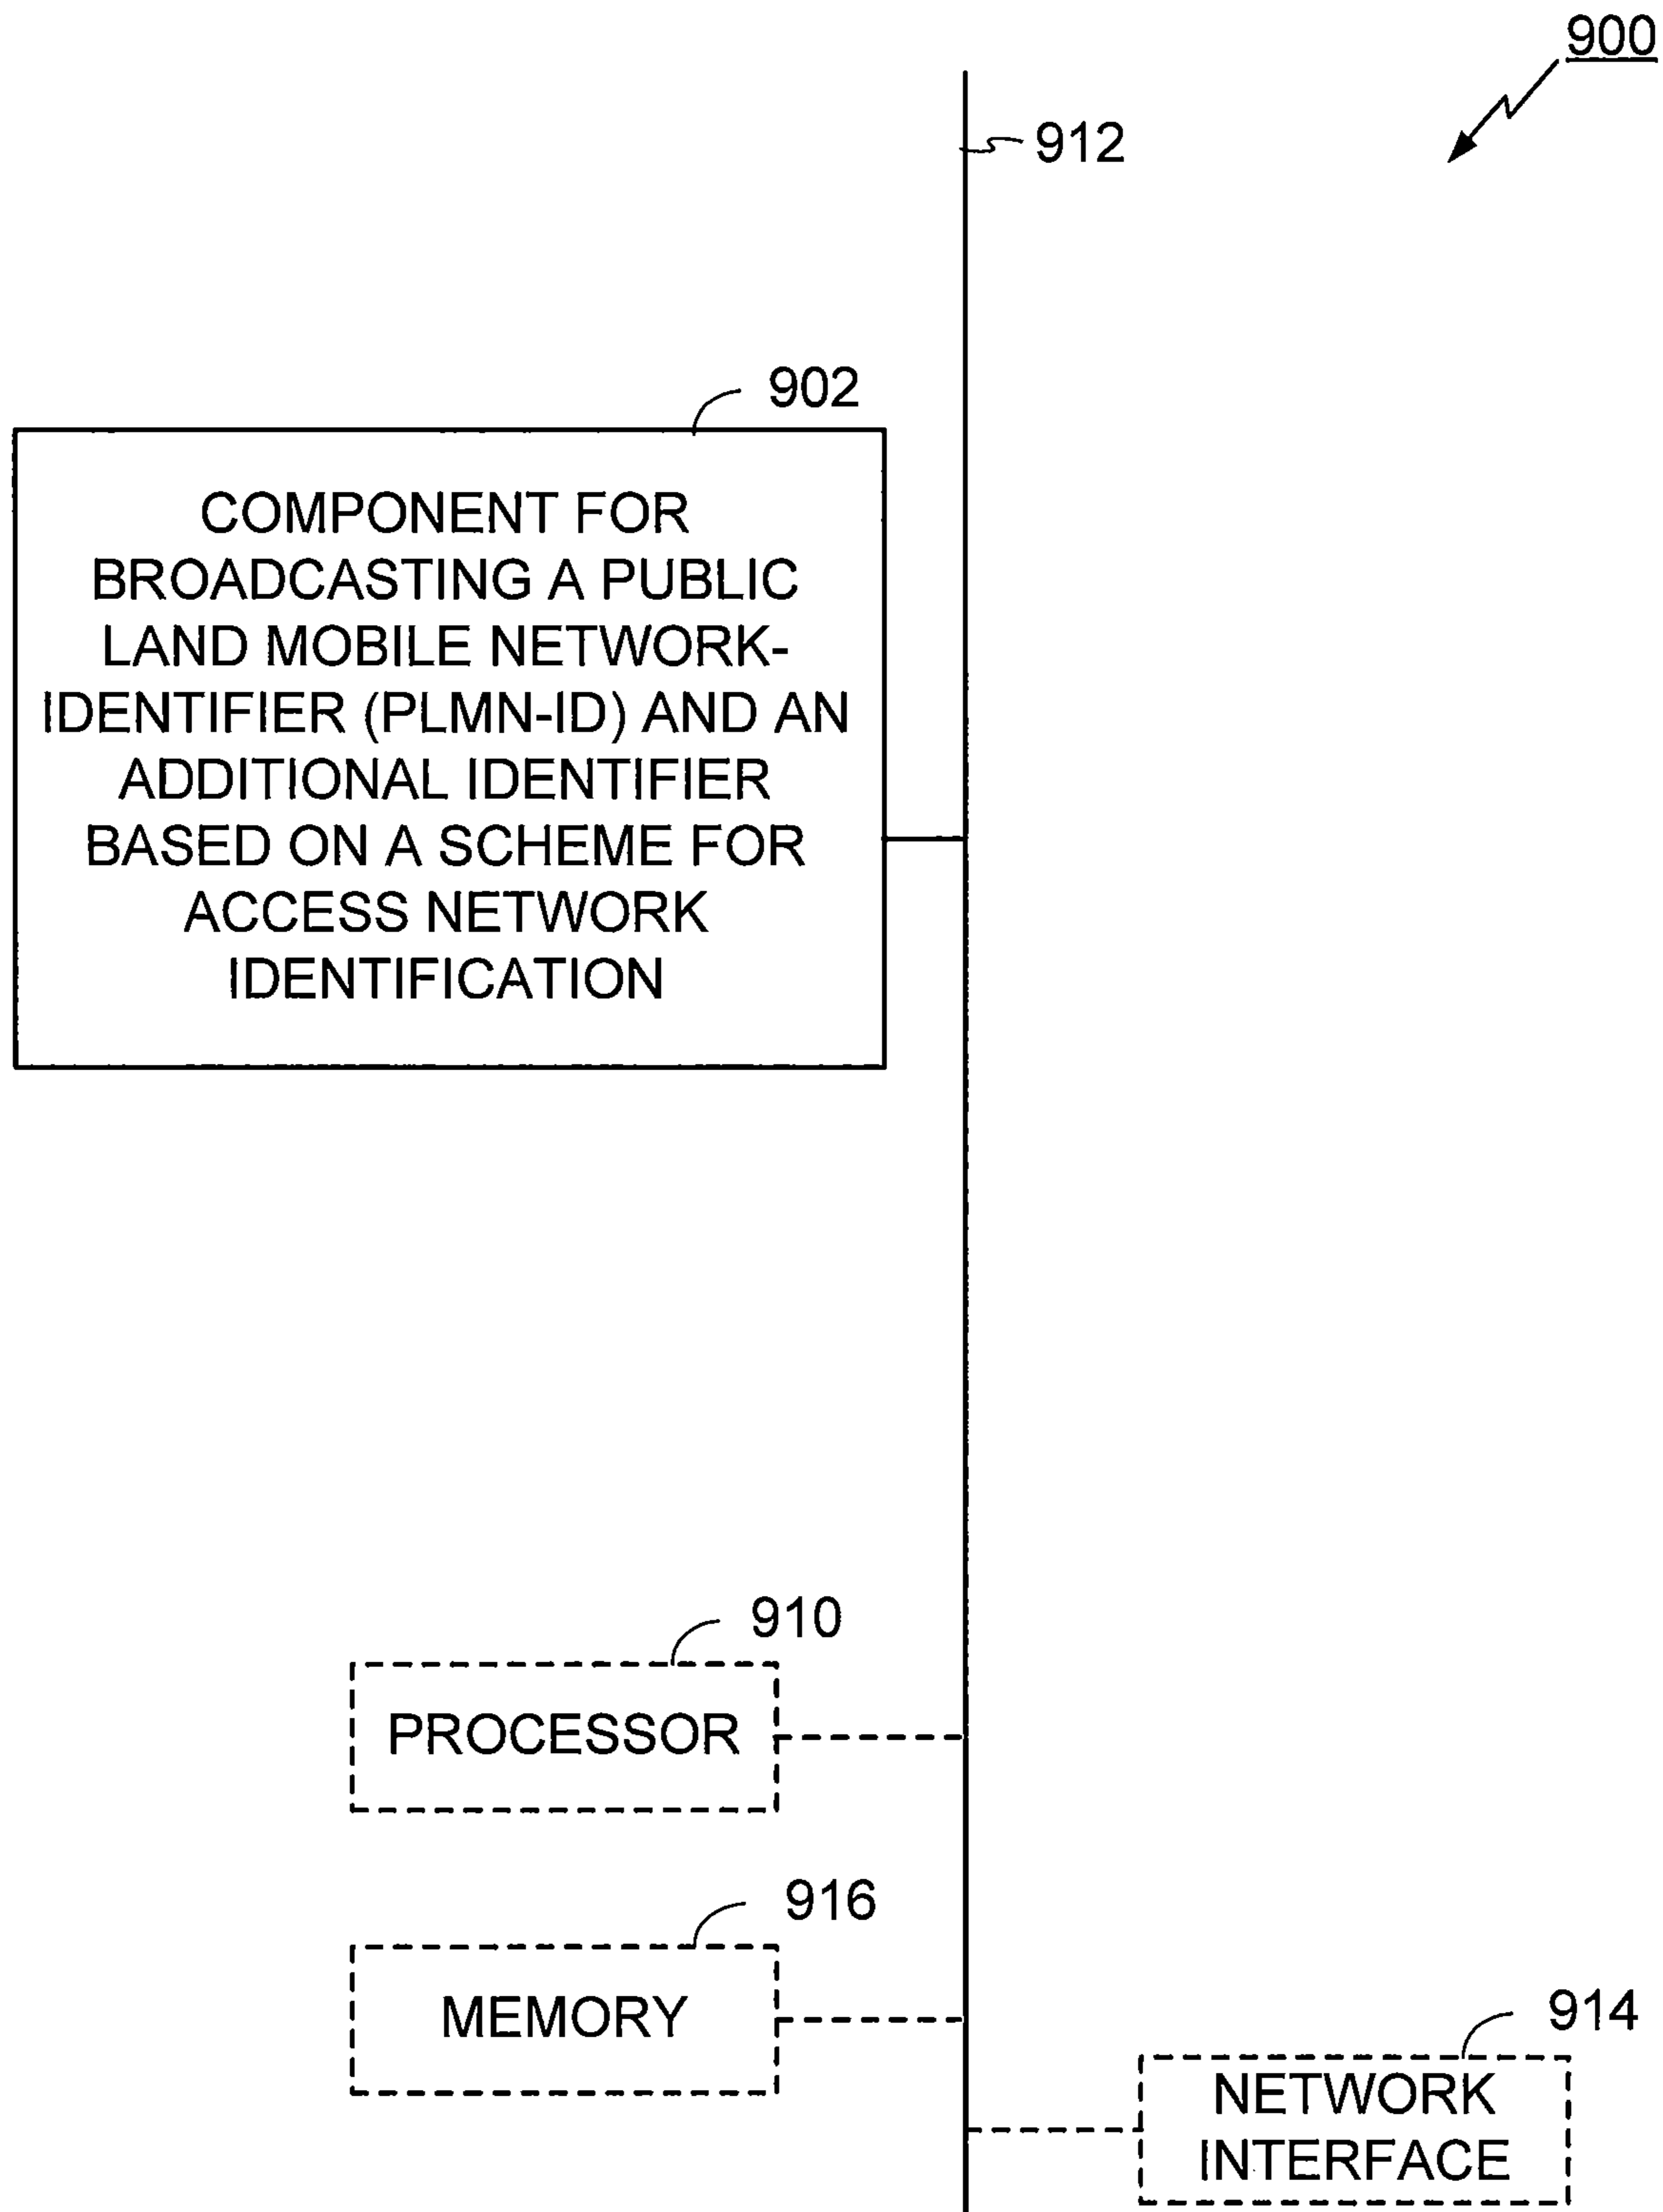 900
912
902
COMPONENT FOR
BROADCASTING A PUBLIC
LAND MOBILE NETWORK-
IDENTIFIER (PLMN-ID) AND AN
ADDITIONAL IDENTIFIER
BASED ON A SCHEME FOR
ACCESS NETWORK
IDENTIFICATION
910
PROCESSOR
916
MEMORY
914
NETWORK
INTERFACE